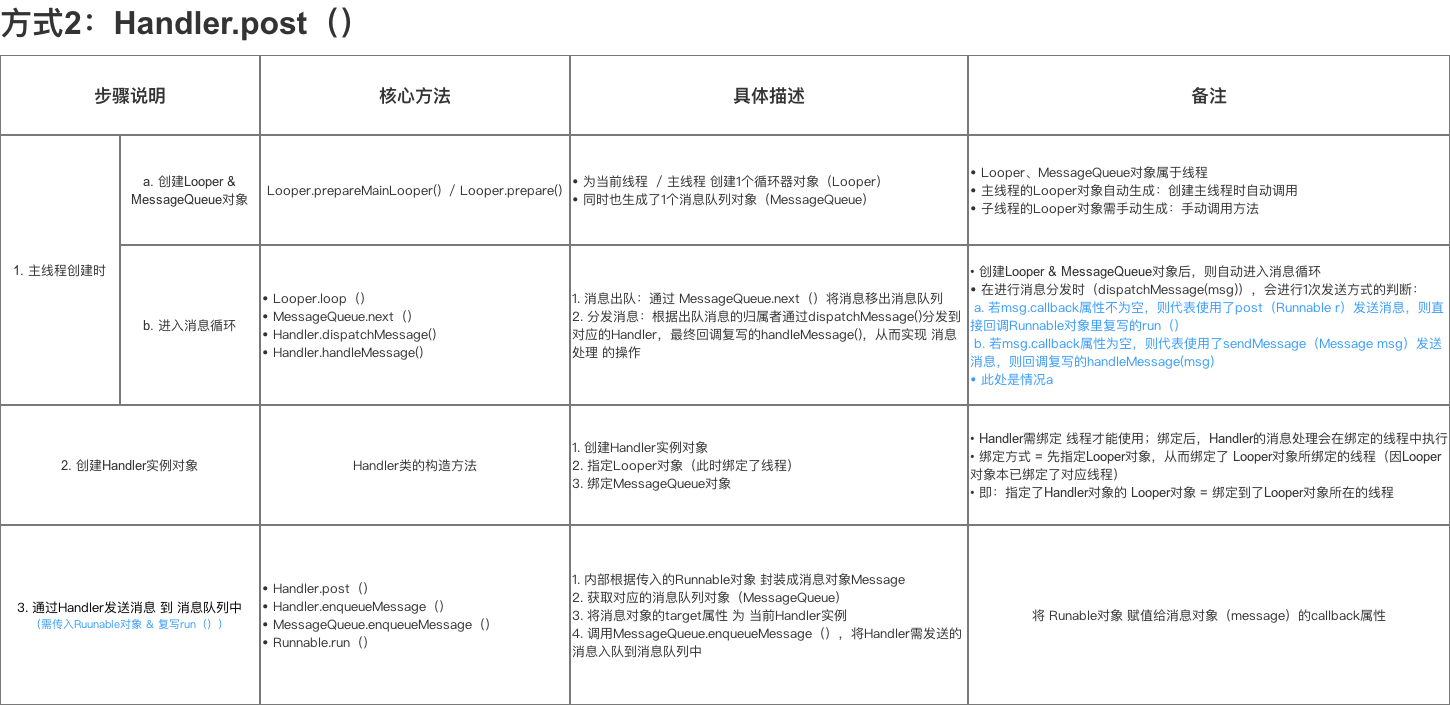 方式2：Handler.post（）
步骤说明
核心方法
具体描述
备注
1. 主线程创建时
a. 创建Looper &
MessageQueue对象
Looper.prepareMainLooper()  / Looper.prepare()
• 为当前线程  / 主线程 创建1个循环器对象（Looper）
• 同时也生成了1个消息队列对象（MessageQueue）
• Looper、MessageQueue对象属于线程
• 主线程的Looper对象自动生成：创建主线程时自动调用
• 子线程的Looper对象需手动生成：手动调用方法
b. 进入消息循环
• Looper.loop（）
• MessageQueue.next（）
• Handler.dispatchMessage()
• Handler.handleMessage()
1. 消息出队：通过 MessageQueue.next（）将消息移出消息队列
2. 分发消息：根据出队消息的归属者通过dispatchMessage()分发到
对应的Handler，最终回调复写的handleMessage()，从而实现 消息
处理 的操作
• 创建Looper & MessageQueue对象后，则自动进入消息循环
• 在进行消息分发时（dispatchMessage(msg)），会进行1次发送方式的判断：
a. 若msg.callback属性不为空，则代表使用了post（Runnable r）发送消息，则直
接回调Runnable对象里复写的run（）
b. 若msg.callback属性为空，则代表使用了sendMessage（Message msg）发送
消息，则回调复写的handleMessage(msg)
• 此处是情况a
2. 创建Handler实例对象
Handler类的构造方法
1. 创建Handler实例对象
2. 指定Looper对象（此时绑定了线程）
3. 绑定MessageQueue对象
• Handler需绑定 线程才能使用；绑定后，Handler的消息处理会在绑定的线程中执行
• 绑定方式 = 先指定Looper对象，从而绑定了 Looper对象所绑定的线程（因Looper
对象本已绑定了对应线程）
• 即：指定了Handler对象的 Looper对象 = 绑定到了Looper对象所在的线程
3. 通过Handler发送消息 到 消息队列中
（需传入Ruunable对象 & 复写run（））
• Handler.post（）
• Handler.enqueueMessage（）
• MessageQueue.enqueueMessage（）
• Runnable.run（）
1. 内部根据传入的Runnable对象 封装成消息对象Message
2. 获取对应的消息队列对象（MessageQueue）
3. 将消息对象的target属性 为 当前Handler实例
4. 调用MessageQueue.enqueueMessage（），将Handler需发送的
消息入队到消息队列中
将 Runable对象 赋值给消息对象（message）的callback属性